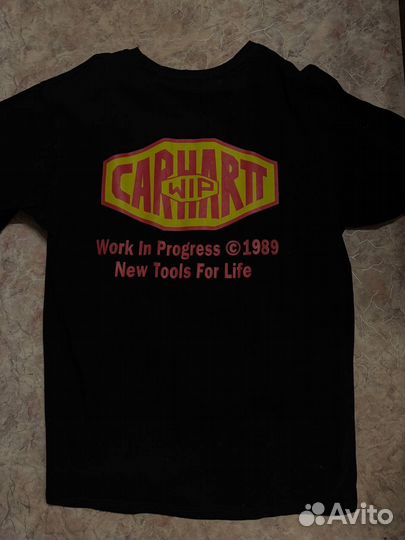 CARHARTT
WIP
Work In Progress © 1989
New Tools For Life
Avito